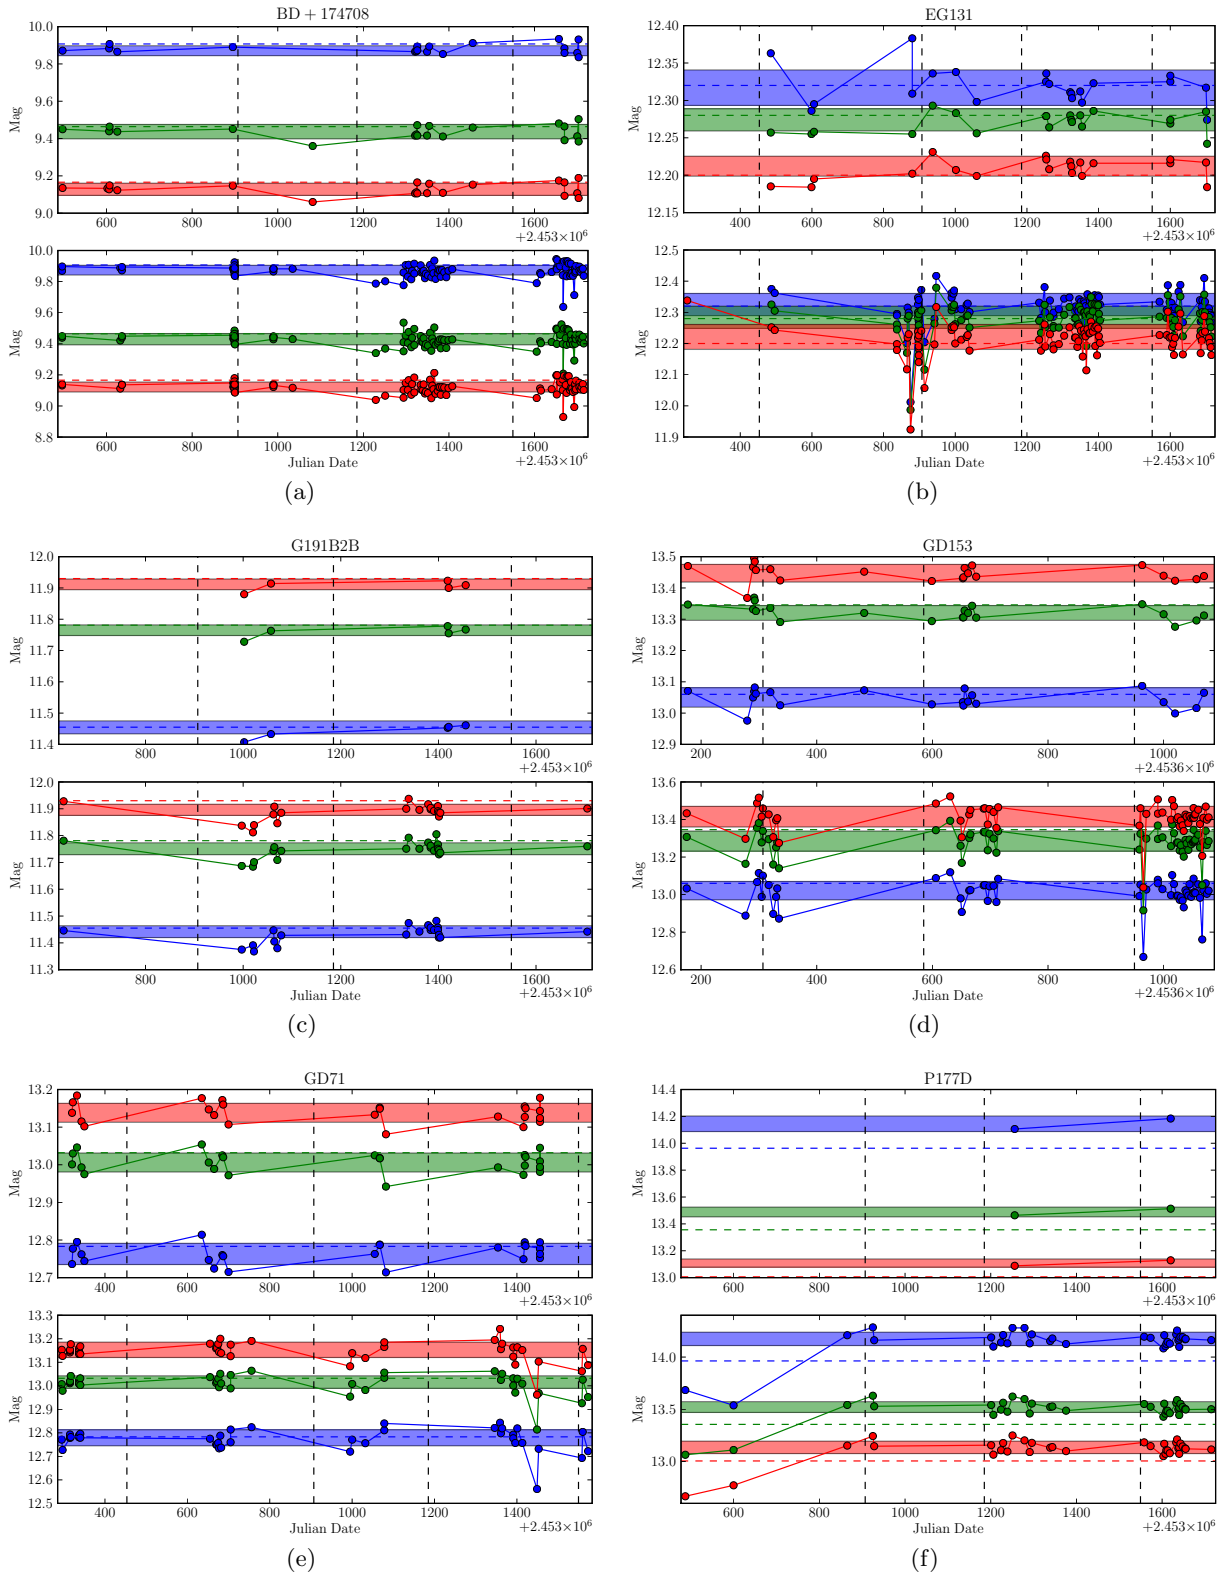 BD + 174708
10.0
9.8
9.6
9.4
9.2
9.0
Mag
600 800 1000 1200 1400 1600
+2.453×10⁶
10.0
9.8
9.6
9.4
9.2
9.0
8.8
Mag
600 800 1000 1200 1400 1600
Julian Date
+2.453×10⁶
(a)
EG131
12.40
12.35
12.30
12.25
12.20
12.15
Mag
400 600 800 1000 1200 1400 1600
+2.453×10⁶
12.5
12.4
12.3
12.2
12.1
12.0
11.9
Mag
400 600 800 1000 1200 1400 1600
Julian Date
+2.453×10⁶
(b)
G191B2B
12.0
11.9
11.8
11.7
11.6
11.5
11.4
Mag
800 1000 1200 1400 1600
+2.453×10⁶
12.0
11.9
11.8
11.7
11.6
11.5
11.4
11.3
Mag
800 1000 1200 1400 1600
Julian Date
+2.453×10⁶
(c)
GD153
13.5
13.4
13.3
13.2
13.1
13.0
12.9
Mag
200 400 600 800 1000
+2.4536×10⁶
13.6
13.4
13.2
13.0
12.8
12.6
Mag
200 400 600 800 1000
Julian Date
+2.4536×10⁶
(d)
GD71
13.2
13.1
13.0
12.9
12.8
12.7
Mag
400 600 800 1000 1200 1400
+2.453×10⁶
13.3
13.2
13.1
13.0
12.9
12.8
12.7
12.6
12.5
Mag
400 600 800 1000 1200 1400
Julian Date
+2.453×10⁶
(e)
P177D
14.4
14.2
14.0
13.8
13.6
13.4
13.2
13.0
Mag
600 800 1000 1200 1400 1600
+2.453×10⁶
14.0
13.5
13.0
Mag
600 800 1000 1200 1400 1600
Julian Date
+2.453×10⁶
(f)